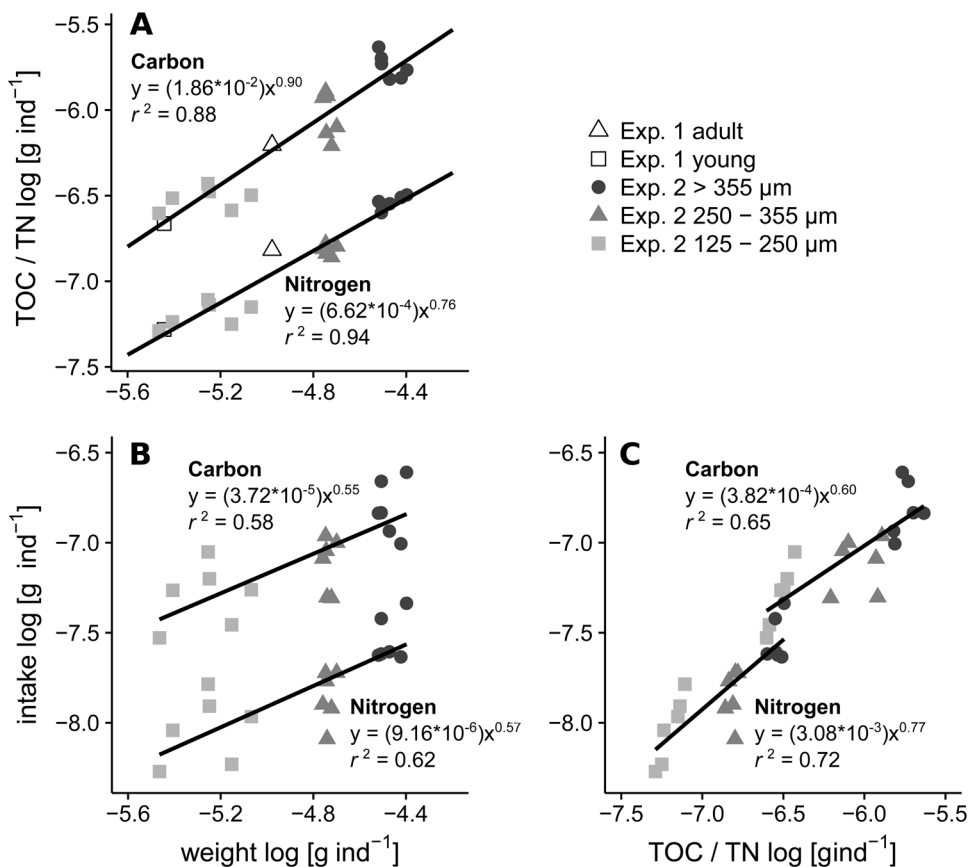 A
−5.5
−6.0
−6.5
−7.0
−7.5
TOC / TN log [g ind⁻¹]
Carbon
y = (1.86*10⁻²)x⁰·⁹⁰
r² = 0.88
Nitrogen
y = (6.62*10⁻⁴)x⁰·⁷⁶
r² = 0.94
−5.6 −5.2 −4.8 −4.4
Exp. 1 adult
Exp. 1 young
Exp. 2 > 355 µm
Exp. 2 250 − 355 µm
Exp. 2 125 − 250 µm
B
−6.5
−7.0
−7.5
−8.0
intake log [g ind⁻¹]
Carbon
y = (3.72*10⁻⁵)x⁰·⁵⁵
r² = 0.58
Nitrogen
y = (9.16*10⁻⁶)x⁰·⁵⁷
r² = 0.62
−5.6 −5.2 −4.8 −4.4
weight log [g ind⁻¹]
C
−6.5
−7.0
−7.5
−8.0
Carbon
y = (3.82*10⁻⁴)x⁰·⁶⁰
r² = 0.65
Nitrogen
y = (3.08*10⁻³)x⁰·⁷⁷
r² = 0.72
−7.5 −7.0 −6.5 −6.0 −5.5
TOC / TN log [gind⁻¹]